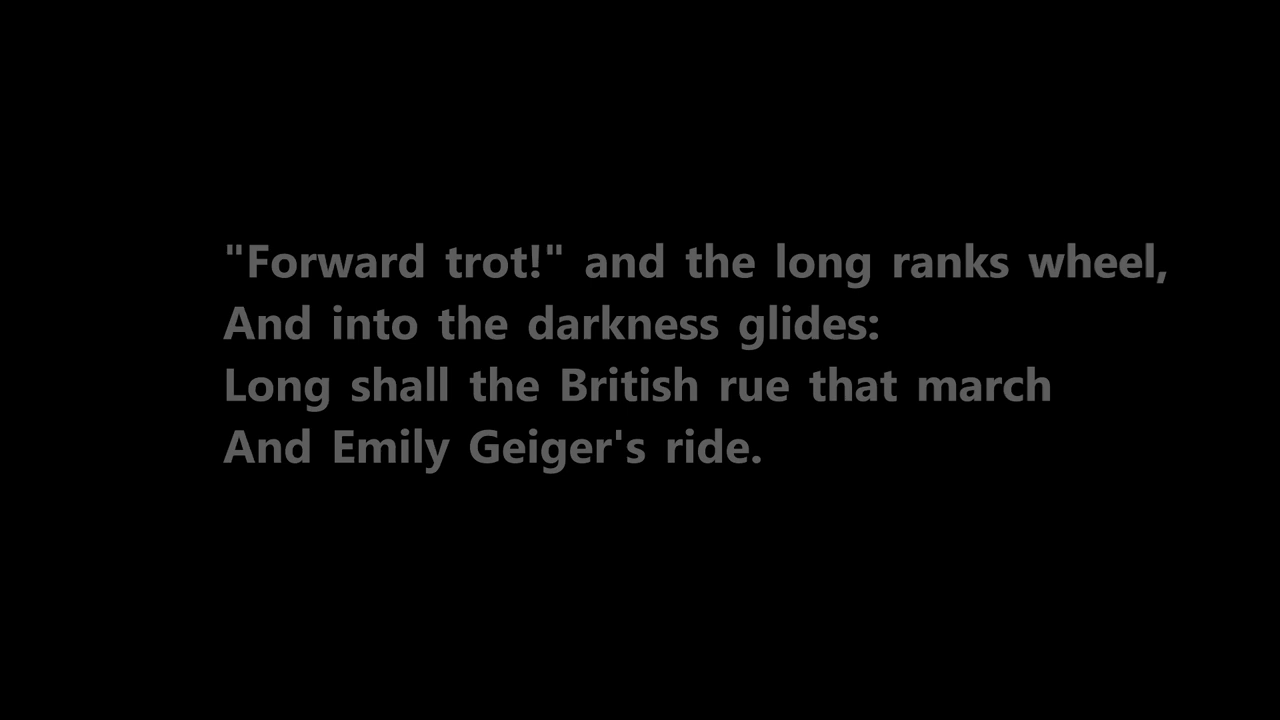 "Forward trot!" and the long ranks wheel,
And into the darkness glides:
Long shall the British rue that march
And Emily Geiger's ride.